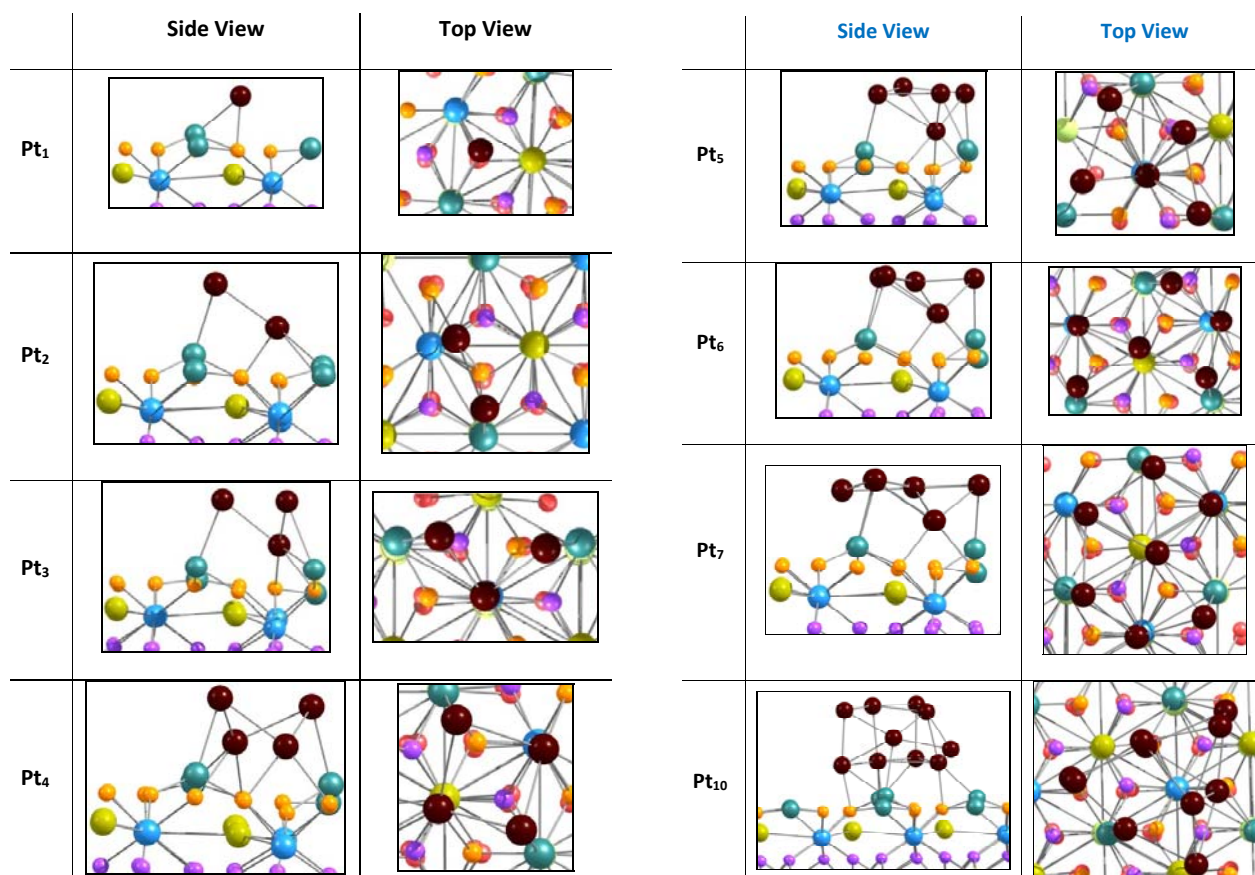 Side View Top View
Pt₁
Pt₂
Pt₃
Pt₄
Side View Top View
Pt₅
Pt₆
Pt₇
Pt₁₀